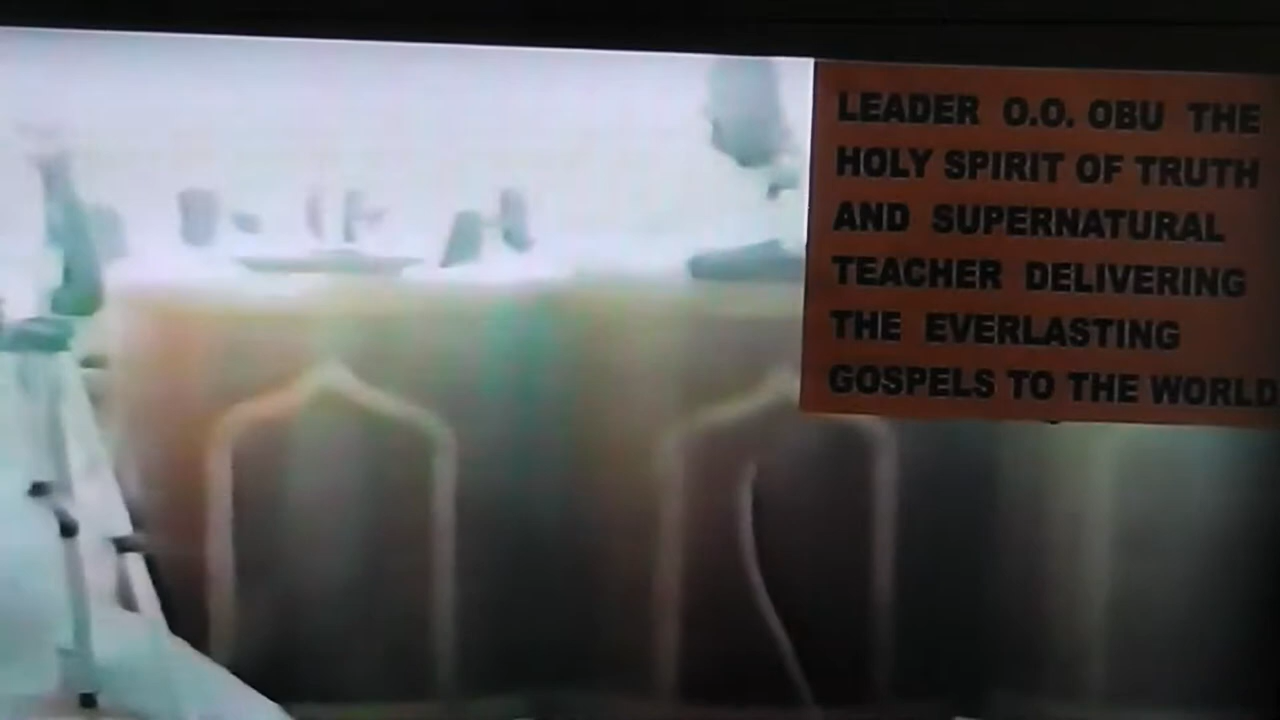 LEADER O.O. OBU THE
HOLY SPIRIT OF TRUTH
AND SUPERNATURAL
TEACHER DELIVERING
THE EVERLASTING
GOSPELS TO THE WORLD